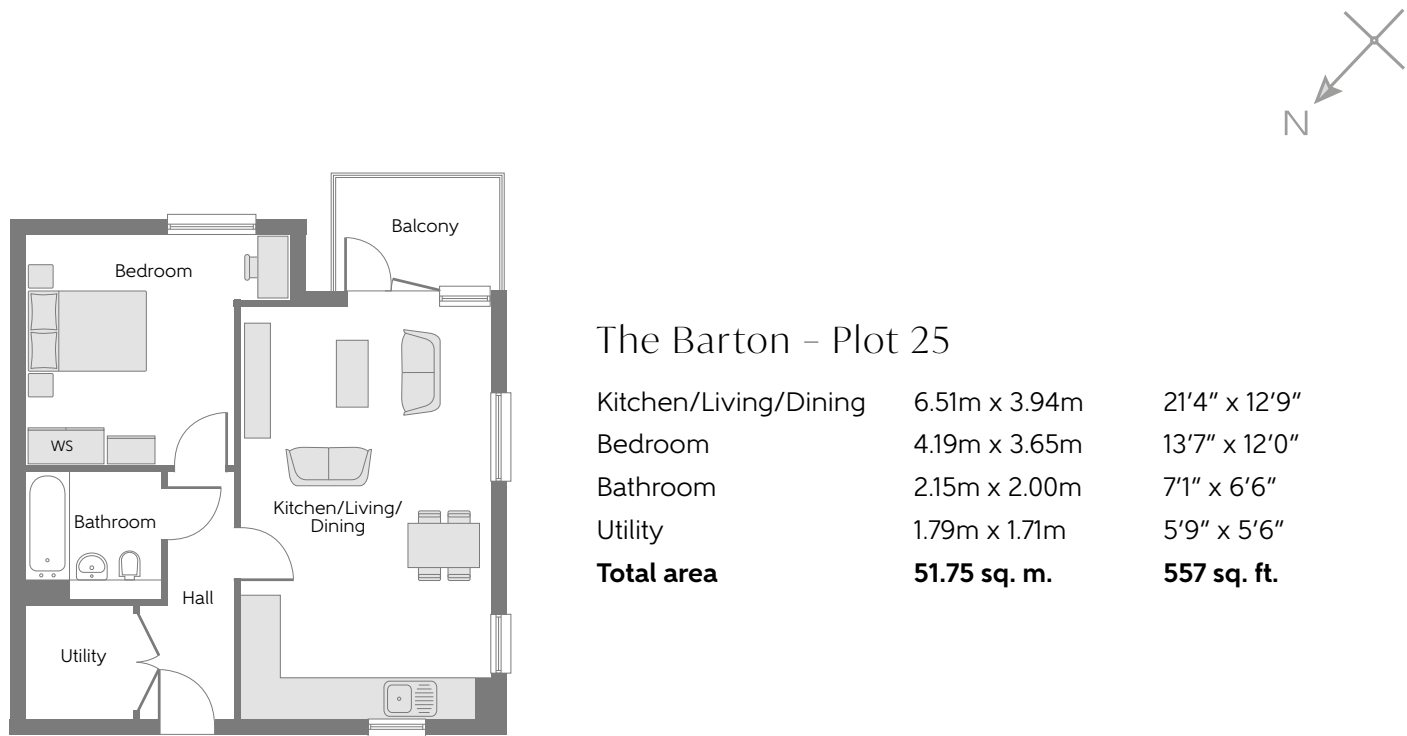 N
Balcony
Bedroom
WS
Kitchen/Living/
Dining
Bathroom
Hall
Utility
The Barton – Plot 25
Kitchen/Living/Dining 6.51m x 3.94m 21’4” x 12’9”
Bedroom 4.19m x 3.65m 13’7” x 12’0”
Bathroom 2.15m x 2.00m 7’1” x 6’6”
Utility 1.79m x 1.71m 5’9” x 5’6”
Total area 51.75 sq. m. 557 sq. ft.